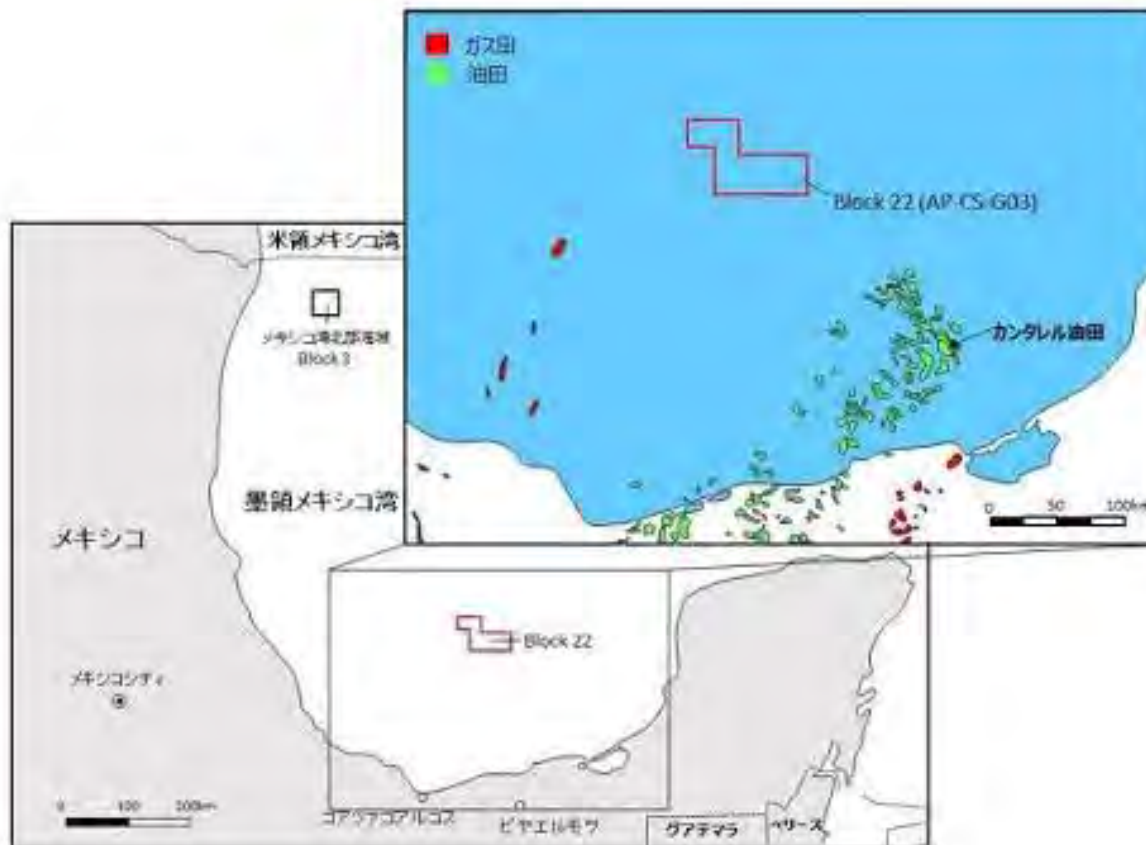 ガス田
油田
Block 22 (AP-CS-G03)
カンタレル油田
0 50 100km
米領メキシコ湾
メキシコ湾北部海域
Block 3
墨領メキシコ湾
メキシコ
Block 22
メキシコシティ
0 100 200km
コアツアコアルコス
ビヤエルモサ
グアテマラ
ベリーズ